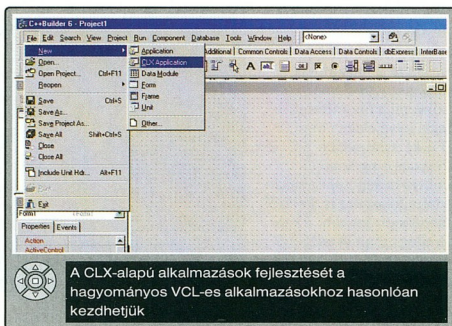 C++Builder 6 - Project1
File Edit Search View Project Run Component Database Tools Window Help <None>
New Application Additional Common Controls Data Access Data Controls dbExpress InterBase
Open... CLX Application
Open Project... Ctrl+F11 Data Module
Reopen Form
Save Ctrl+S Frame
Save As... Unit
Save Project As... Other...
Save All Shift+Ctrl+S
Close
Close All
Include Unit Hdr... Alt+F11
Print...
Exit
Form1
Properties Events
Action
ActiveControl
A CLX-alapú alkalmazások fejlesztését a
hagyományos VCL-es alkalmazásokhoz hasonlóan
kezdhetjük